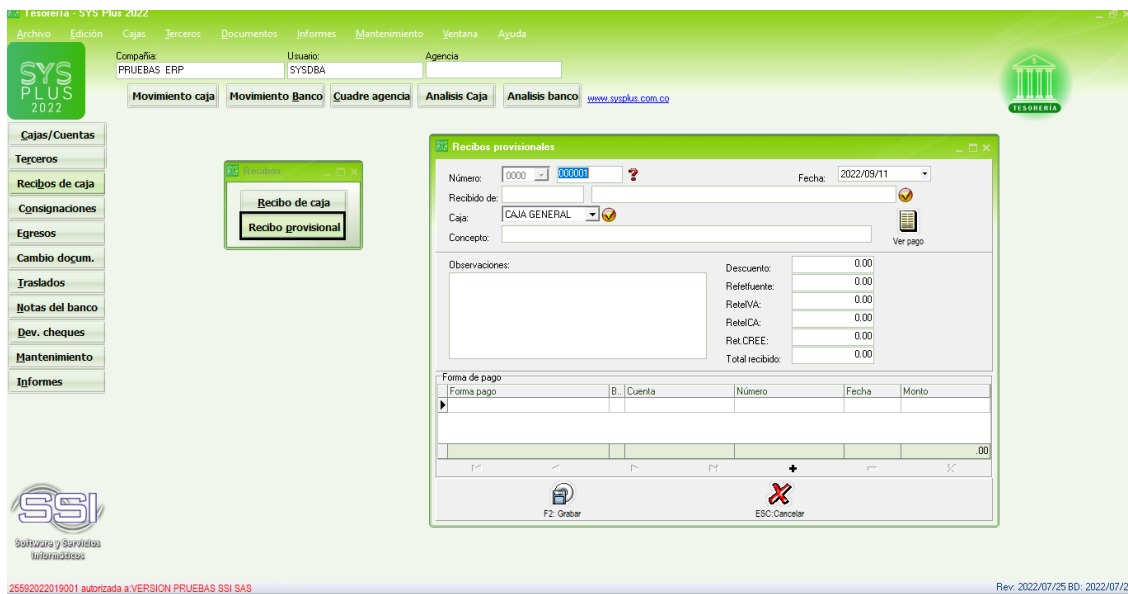 Tesorería - SYS Plus 2022
Archivo Edición Cajas Terceros Documentos Informes Mantenimiento Ventana Ayuda
Compañia: Usuario: Agencia
PRUEBAS ERP SYSDBA
SYS
PLUS
2022
Movimiento caja Movimiento Banco Cuadre agencia Analisis Caja Analisis banco www.sysplus.com.co
TESORERÍA
Cajas/Cuentas
Terceros
Recibos de caja
Consignaciones
Egresos
Cambio docum.
Traslados
Notas del banco
Dev. cheques
Mantenimiento
Informes
Recibos
Recibo de caja
Recibo provisional
Recibos provisionales
Número: 0000 000001 ? Fecha: 2022/09/11
Recibido de:
Caja: CAJA GENERAL
Concepto:
Ver pago
Observaciones:
Descuento: 0.00
Refetfuente: 0.00
ReteIVA: 0.00
ReteICA: 0.00
Ret.CREE: 0.00
Total recibido: 0.00
Forma de pago
Forma pago B.. Cuenta Número Fecha Monto
.00
F2: Grabar ESC:Cancelar
SSI
Software y Servicios
Informáticos
25592022019001 autorizada a:VERSION PRUEBAS SSI SAS
Rev: 2022/07/25 BD: 2022/07/2